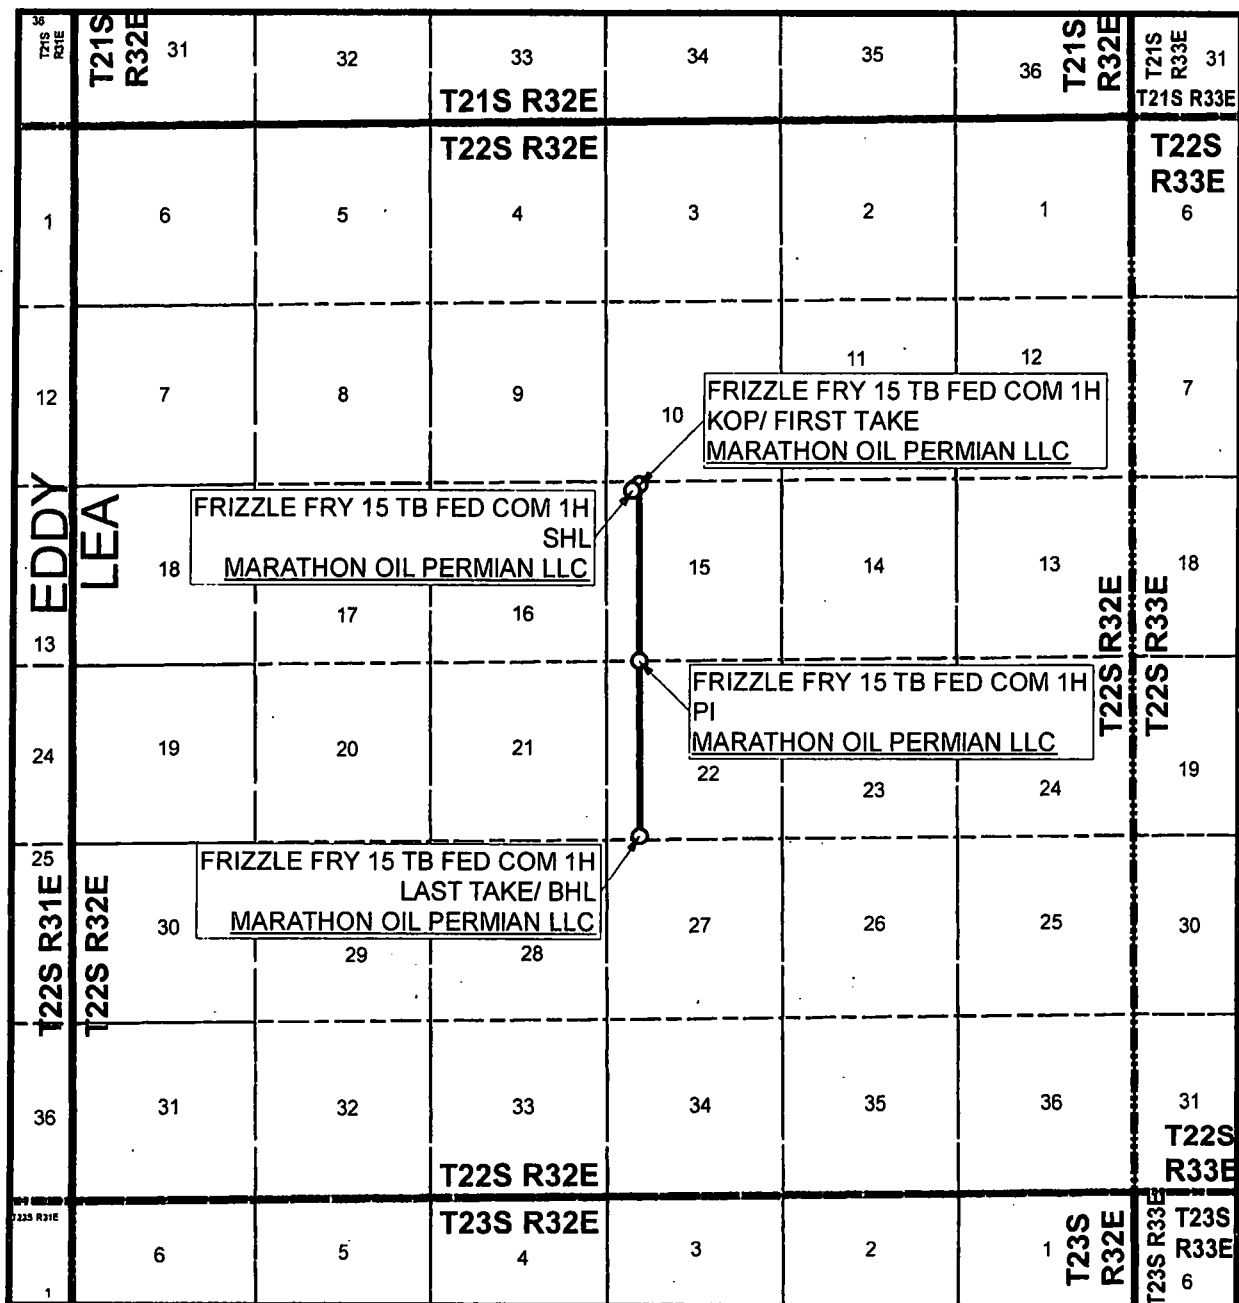 36
T21S
R31E
T21S
R32E
31
32
33
34
35
36
T21S
R32E
T21S
R33E
31
T21S R32E
T21S R33E
T22S R32E
T22S
R33E
1
6
5
4
3
2
1
6
12
7
8
9
10
11
12
7
FRIZZLE FRY 15 TB FED COM 1H
KOP/ FIRST TAKE
MARATHON OIL PERMIAN LLC
EDDY
LEA
FRIZZLE FRY 15 TB FED COM 1H
SHL
MARATHON OIL PERMIAN LLC
13
18
17
16
15
14
13
18
T22S R32E
T22S R33E
FRIZZLE FRY 15 TB FED COM 1H
PI
MARATHON OIL PERMIAN LLC
24
19
20
21
22
23
24
19
25
FRIZZLE FRY 15 TB FED COM 1H
LAST TAKE/ BHL
MARATHON OIL PERMIAN LLC
T22S R31E
T22S R32E
30
29
28
27
26
25
30
36
31
32
33
34
35
36
31
T22S R32E
T22S
R33E
T23S R31E
T23S R32E
1
6
5
4
3
2
1
T23S
R32E
T23S R33E
T23S
R33E
6